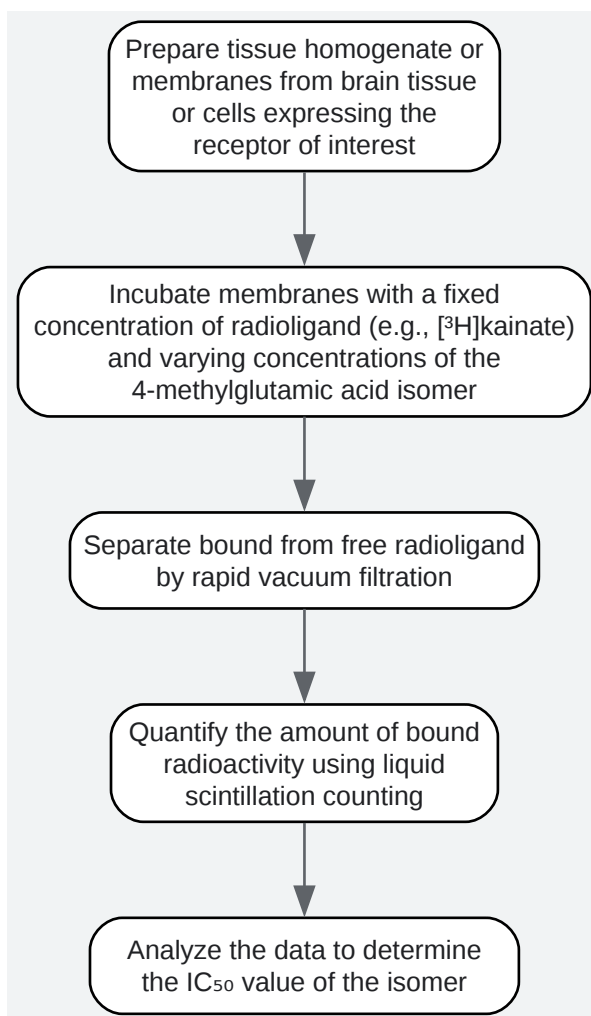 Prepare tissue homogenate or
membranes from brain tissue
or cells expressing the
receptor of interest
Incubate membranes with a fixed
concentration of radioligand (e.g., [³H]kainate)
and varying concentrations of the
4-methylglutamic acid isomer
Separate bound from free radioligand
by rapid vacuum filtration
Quantify the amount of bound
radioactivity using liquid
scintillation counting
Analyze the data to determine
the IC₅₀ value of the isomer